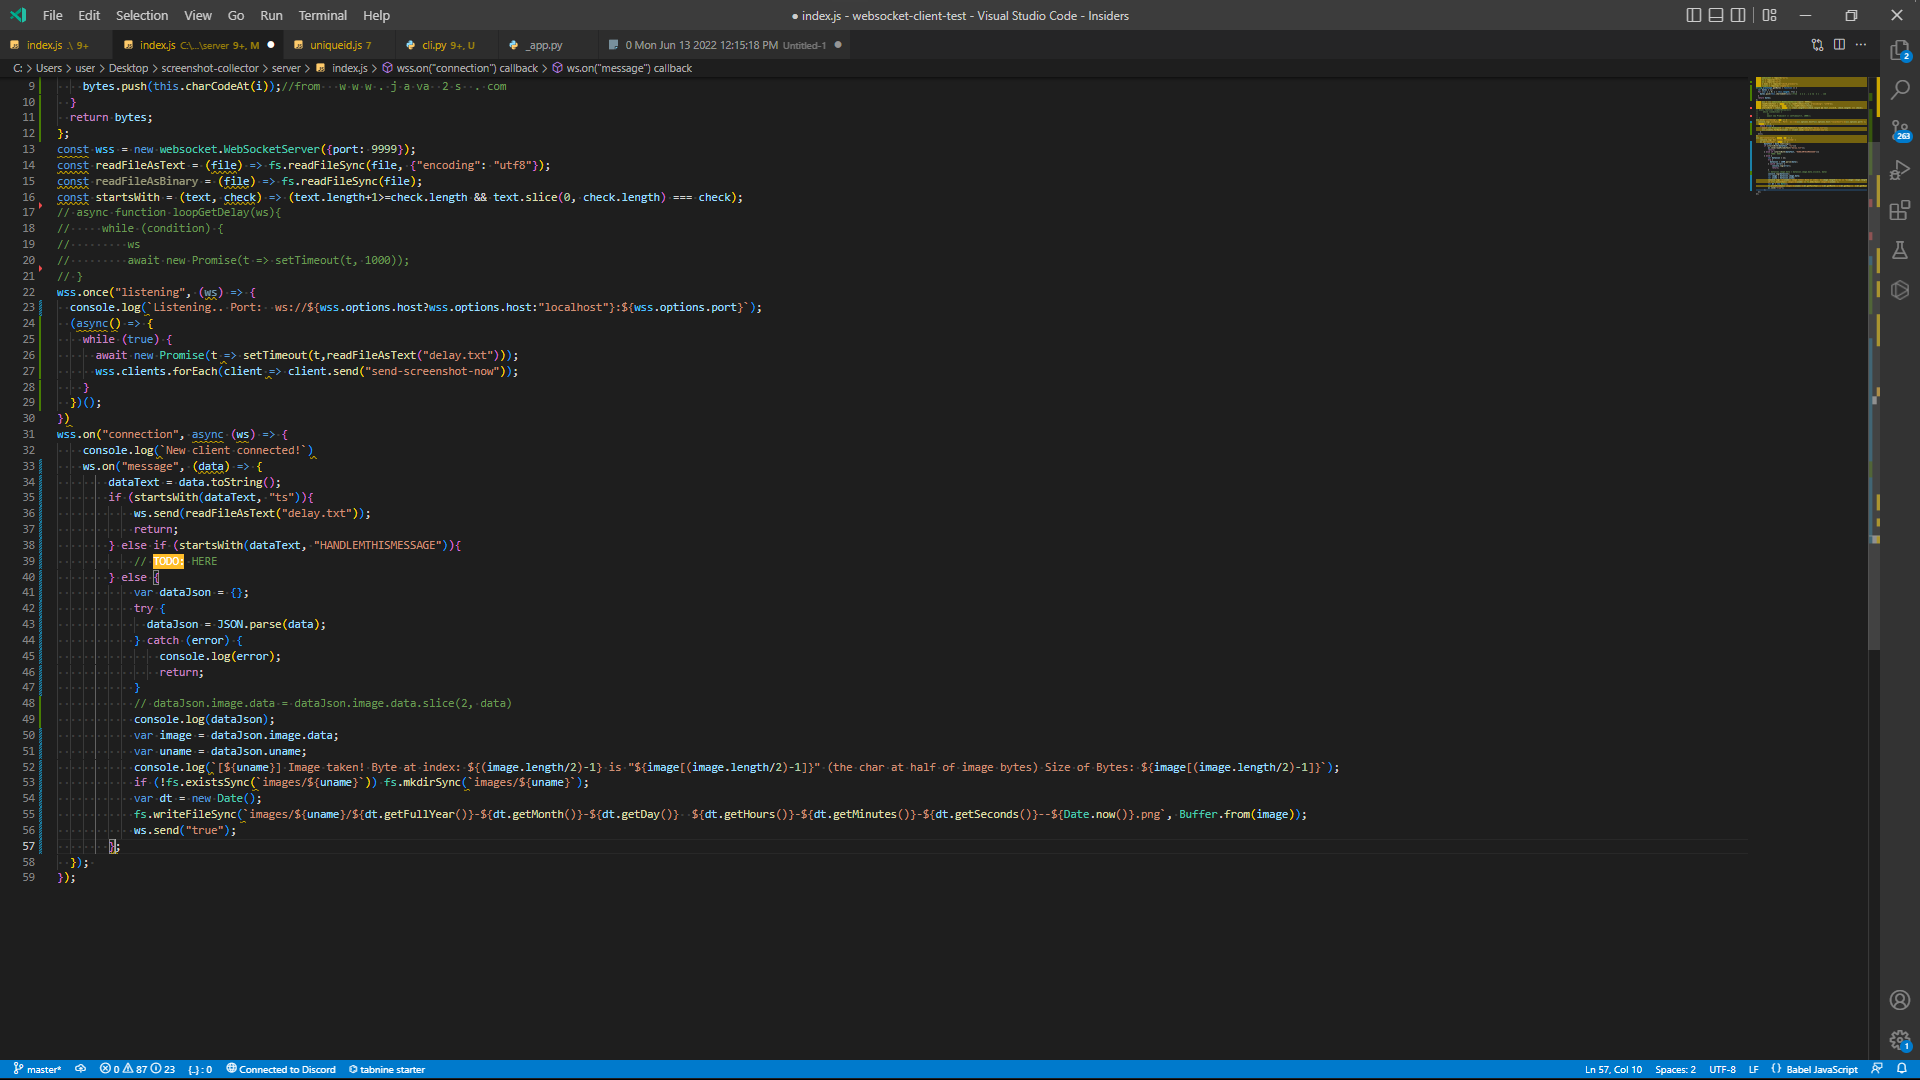 File Edit Selection View Go Run Terminal Help ● index.js - websocket-client-test - Visual Studio Code - Insiders
index.js .\ 9+ index.js C:\...\server 9+, M ● uniqueid.js 7 cli.py 9+, U _app.py 0 Mon Jun 13 2022 12:15:18 PM Untitled-1 ●
C: > Users > user > Desktop > screenshot-collector > server > index.js > wss.on("connection") callback > ws.on("message") callback
9 bytes.push(this.charCodeAt(i));//from w w w . j a va 2 s . com
10 }
11 return bytes;
12 };
13 const wss = new websocket.WebSocketServer({port: 9999});
14 const readFileAsText = (file) => fs.readFileSync(file, {"encoding": "utf8"});
15 const readFileAsBinary = (file) => fs.readFileSync(file);
16 const startsWith = (text, check) => (text.length+1>=check.length && text.slice(0, check.length) === check);
17 // async function loopGetDelay(ws){
18 // while (condition) {
19 // ws
20 // await new Promise(t => setTimeout(t, 1000));
21 // }
22 wss.once("listening", (ws) => {
23 console.log(`Listening.. Port: ws://${wss.options.host?wss.options.host:"localhost"}:${wss.options.port}`);
24 (async() => {
25 while (true) {
26 await new Promise(t => setTimeout(t,readFileAsText("delay.txt")));
27 wss.clients.forEach(client => client.send("send-screenshot-now"));
28 }
29 })();
30 })
31 wss.on("connection", async (ws) => {
32 console.log(`New client connected!`)
33 ws.on("message", (data) => {
34 dataText = data.toString();
35 if (startsWith(dataText, "ts")){
36 ws.send(readFileAsText("delay.txt"));
37 return;
38 } else if (startsWith(dataText, "HANDLEMTHISMESSAGE")){
39 // TODO: HERE
40 } else {
41 var dataJson = {};
42 try {
43 dataJson = JSON.parse(data);
44 } catch (error) {
45 console.log(error);
46 return;
47 }
48 // dataJson.image.data = dataJson.image.data.slice(2, data)
49 console.log(dataJson);
50 var image = dataJson.image.data;
51 var uname = dataJson.uname;
52 console.log(`[${uname}] Image taken! Byte at index: ${(image.length/2)-1} is "${image[(image.length/2)-1]}" (the char at half of image bytes) Size of Bytes: ${image[(image.length/2)-1]}`);
53 if (!fs.existsSync(`images/${uname}`)) fs.mkdirSync(`images/${uname}`);
54 var dt = new Date();
55 fs.writeFileSync(`images/${uname}/${dt.getFullYear()}-${dt.getMonth()}-${dt.getDay()} ${dt.getHours()}-${dt.getMinutes()}-${dt.getSeconds()}--${Date.now()}.png`, Buffer.from(image));
56 ws.send("true");
57 };
58 });
59 });
2
263
1
master* 0 87 23 {..} : 0 Connected to Discord tabnine starter Ln 57, Col 10 Spaces: 2 UTF-8 LF Babel JavaScript